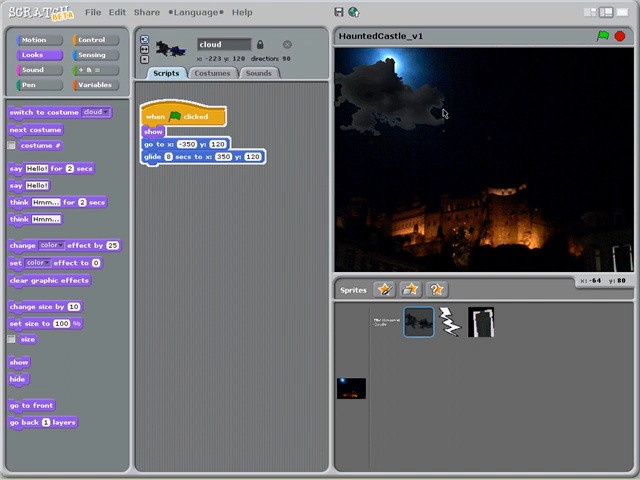 SCRATCH BETA
File Edit Share •Language• Help
Motion Control
Looks Sensing
Sound + & =
Pen Variables
switch to costume cloud
next costume
costume #
say Hello! for 2 secs
say Hello!
think Hmm... for 2 secs
think Hmm...
change color effect by 25
set color effect to 0
clear graphic effects
change size by 10
set size to 100 %
size
show
hide
go to front
go back 1 layers
cloud
x: -223 y: 120 direction: 90
Scripts Costumes Sounds
when clicked
show
go to x: -350 y: 120
glide 8 secs to x: 350 y: 120
HauntedCastle_v1
x: -64 y: 80
Sprites